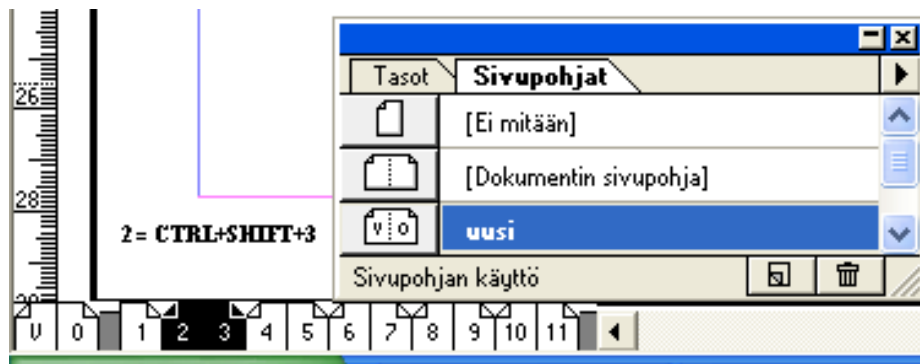 Tasot Sivupohjat
26
[Ei mitään]
[Dokumentin sivupohja]
28
2 = CTRL+SHIFT+3
V O uusi
Sivupohjan käyttö
V O 1 2 3 4 5 6 7 8 9 10 11